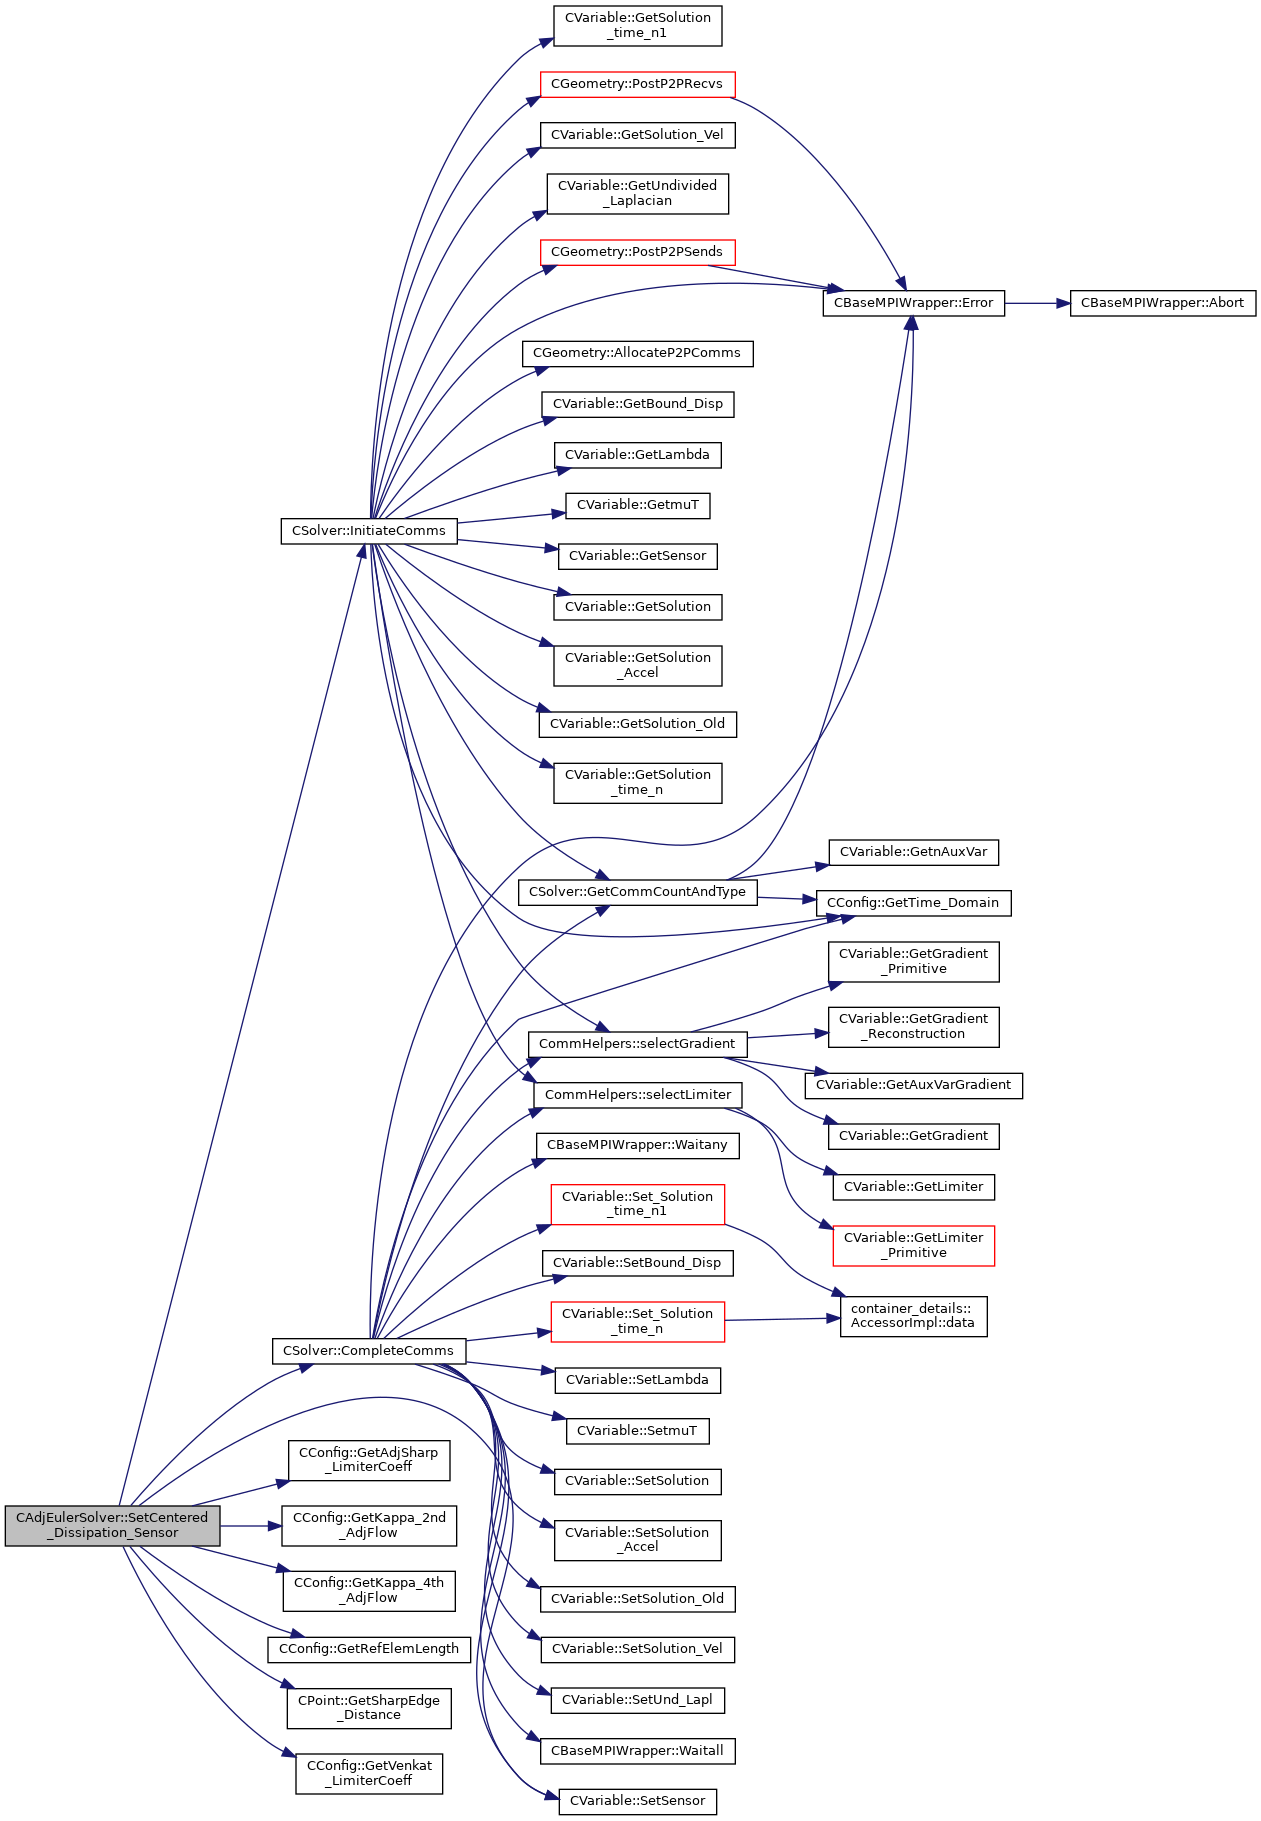 CVariable::GetSolution
_time_n1
CGeometry::PostP2PRecvs
CVariable::GetSolution_Vel
CVariable::GetUndivided
_Laplacian
CGeometry::PostP2PSends
CBaseMPIWrapper::Error
CBaseMPIWrapper::Abort
CGeometry::AllocateP2PComms
CVariable::GetBound_Disp
CVariable::GetLambda
CVariable::GetmuT
CSolver::InitiateComms
CVariable::GetSensor
CVariable::GetSolution
CVariable::GetSolution
_Accel
CVariable::GetSolution_Old
CVariable::GetSolution
_time_n
CVariable::GetnAuxVar
CSolver::GetCommCountAndType
CConfig::GetTime_Domain
CVariable::GetGradient
_Primitive
CVariable::GetGradient
_Reconstruction
CommHelpers::selectGradient
CVariable::GetAuxVarGradient
CommHelpers::selectLimiter
CVariable::GetGradient
CBaseMPIWrapper::Waitany
CVariable::GetLimiter
CVariable::Set_Solution
_time_n1
CVariable::GetLimiter
_Primitive
CVariable::SetBound_Disp
container_details::
AccessorImpl::data
CVariable::Set_Solution
_time_n
CSolver::CompleteComms
CVariable::SetLambda
CVariable::SetmuT
CConfig::GetAdjSharp
_LimiterCoeff
CVariable::SetSolution
CAdjEulerSolver::SetCentered
_Dissipation_Sensor
CConfig::GetKappa_2nd
_AdjFlow
CVariable::SetSolution
_Accel
CConfig::GetKappa_4th
_AdjFlow
CVariable::SetSolution_Old
CConfig::GetRefElemLength
CVariable::SetSolution_Vel
CPoint::GetSharpEdge
_Distance
CVariable::SetUnd_Lapl
CBaseMPIWrapper::Waitall
CConfig::GetVenkat
_LimiterCoeff
CVariable::SetSensor